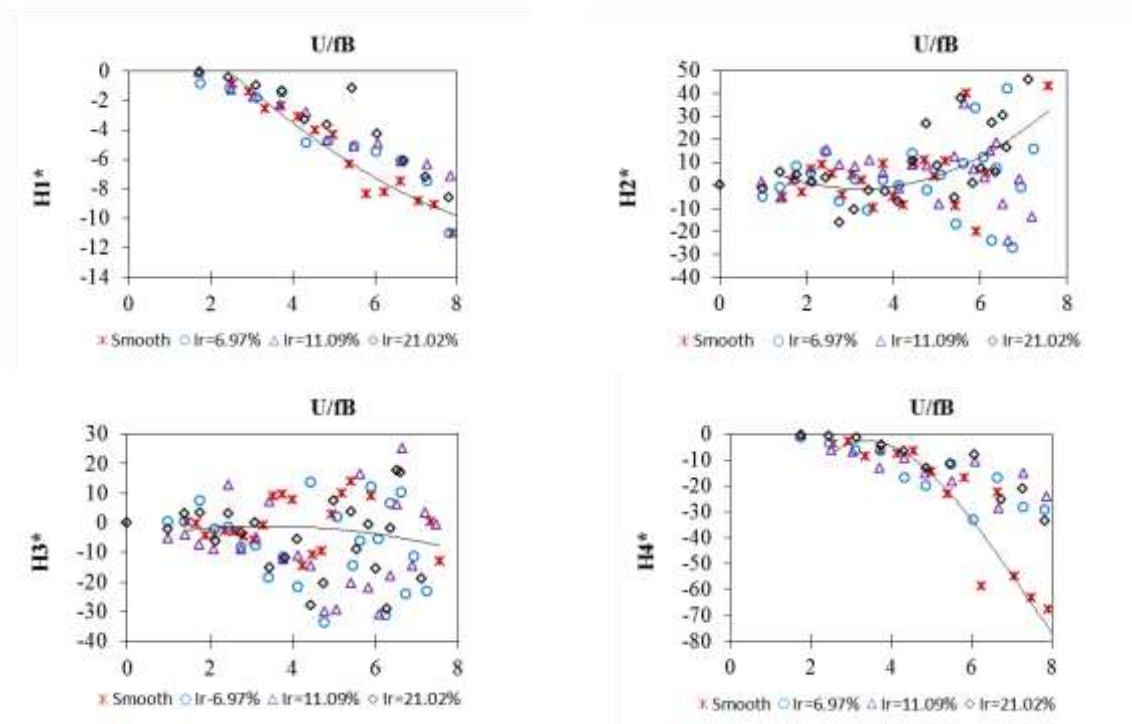 U/fB
0
-2
-4
-6
-8
-10
-12
-14
H1*
0 2 4 6 8
Smooth Ir=6.97% Ir=11.09% Ir=21.02%
U/fB
50
40
30
20
10
0
-10
-20
-30
-40
H2*
0 2 4 6 8
Smooth Ir=6.97% Ir=11.09% Ir=21.02%
U/fB
30
20
10
0
-10
-20
-30
-40
H3*
0 2 4 6 8
Smooth Ir-6.97% Ir=11.09% Ir=21.02%
U/fB
0
-10
-20
-30
-40
-50
-60
-70
-80
H4*
0 2 4 6 8
Smooth Ir=6.97% Ir=11.09% Ir=21.02%